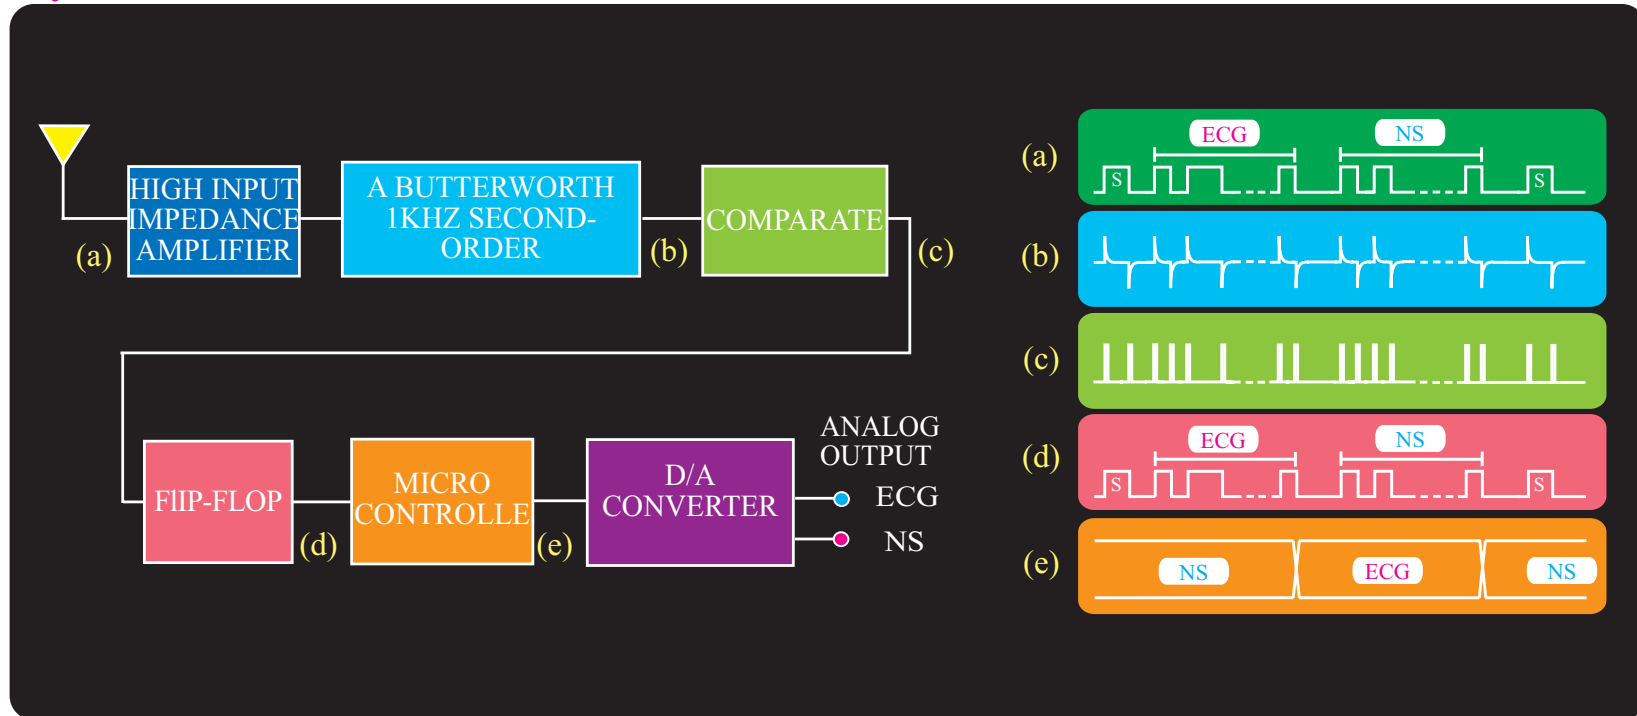 HIGH INPUT
IMPEDANCE
AMPLIFIER
(a)
A BUTTERWORTH
1KHZ SECOND-
ORDER
(b)
COMPARATE
(c)
FlIP-FLOP
(d)
MICRO
CONTROLLE
(e)
D/A
CONVERTER
ANALOG
OUTPUT
ECG
NS
(a)
ECG
NS
S
S
(b)
(c)
(d)
ECG
NS
S
S
(e)
NS
ECG
NS